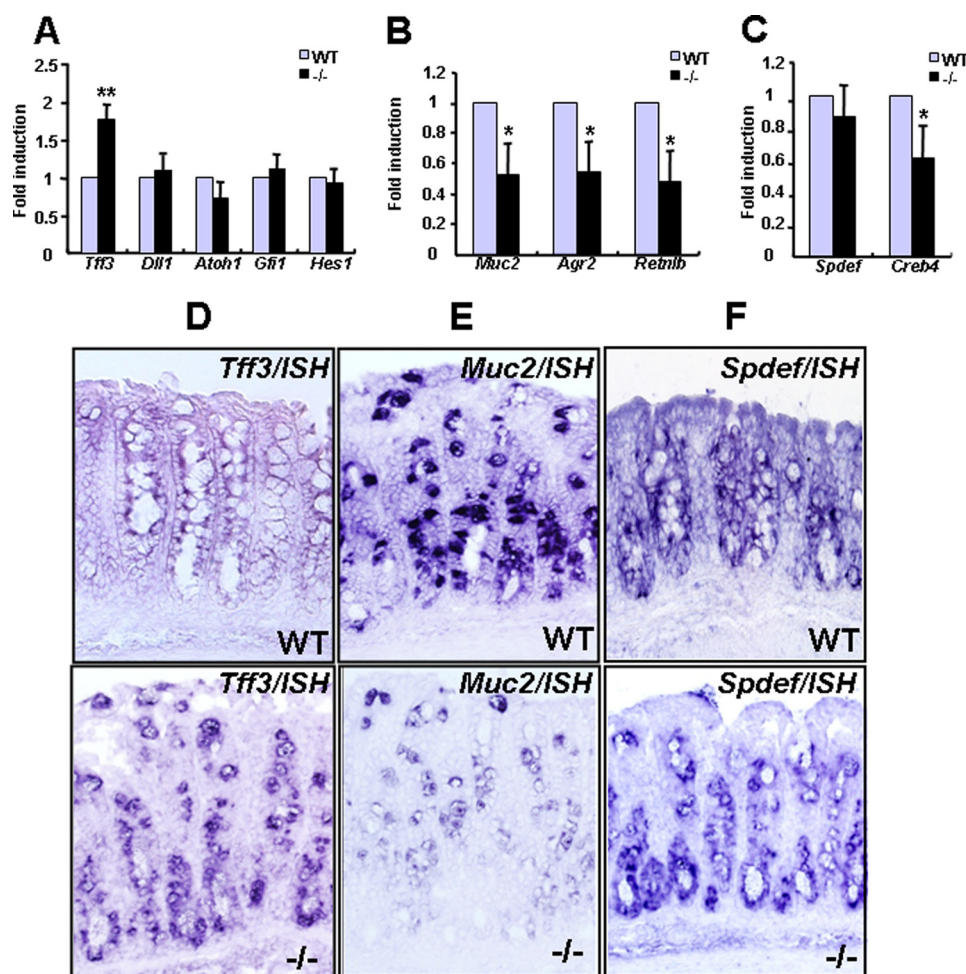 A
WT
-/-
2.5
2
1.5
1
0.5
0
Fold induction
**
Tff3 Dll1 Atoh1 Gfi1 Hes1
B
WT
-/-
1.2
1
0.8
0.6
0.4
0.2
0
Fold induction
* * *
Muc2 Agr2 Retnlb
C
WT
-/-
1.2
1
0.8
0.6
0.4
0.2
0
Fold induction
*
Spdef Creb4
D
Tff3/ISH
WT
Tff3/ISH
-/-
E
Muc2/ISH
WT
Muc2/ISH
-/-
F
Spdef/ISH
WT
Spdef/ISH
-/-